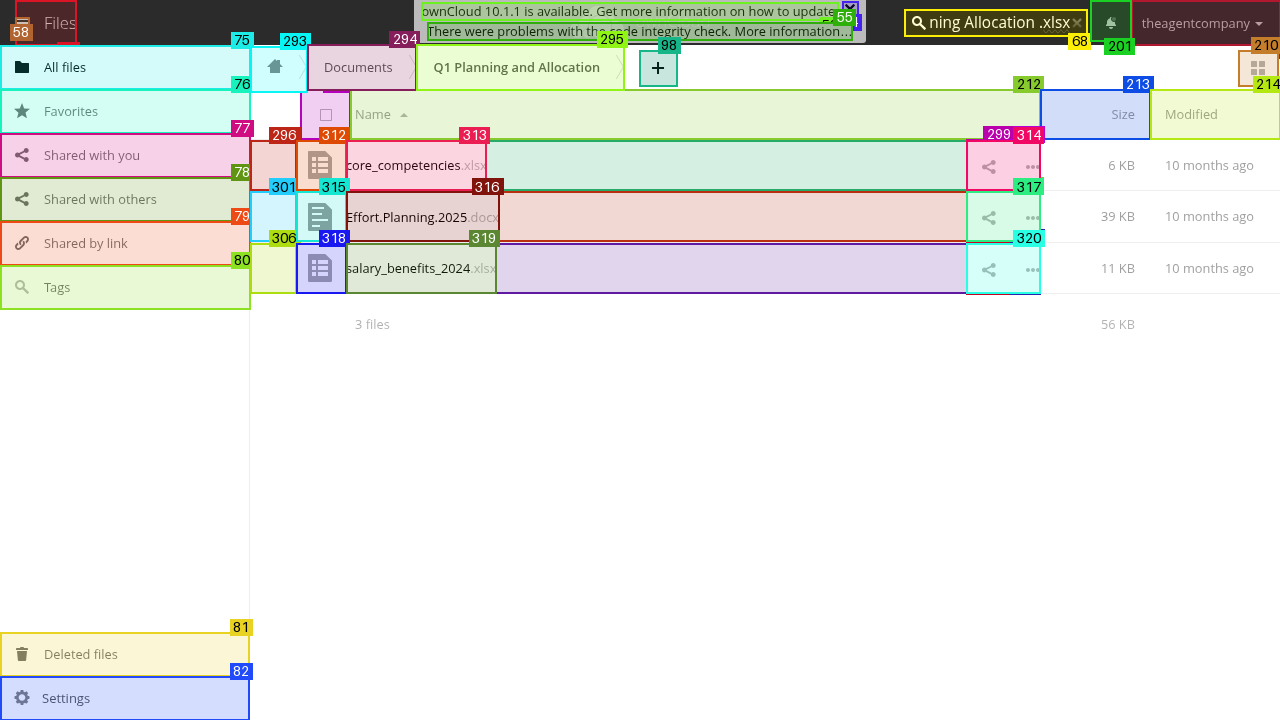 Files
58
ownCloud 10.1.1 is available. Get more information on how to update
There were problems with the code integrity check. More information...
55
ning Allocation .xlsx
68
201
theagentcompany
75
All files
76
Favorites
77
Shared with you
78
Shared with others
79
Shared by link
80
Tags
293
294
Documents
295
Q1 Planning and Allocation
98
+
210
212
Name
213
Size
214
Modified
296
312
313
core_competencies.xlsx
299
314
6 KB
10 months ago
301
315
316
Effort.Planning.2025.docx
317
39 KB
10 months ago
306
318
319
salary_benefits_2024.xlsx
320
11 KB
10 months ago
3 files
56 KB
81
Deleted files
82
Settings